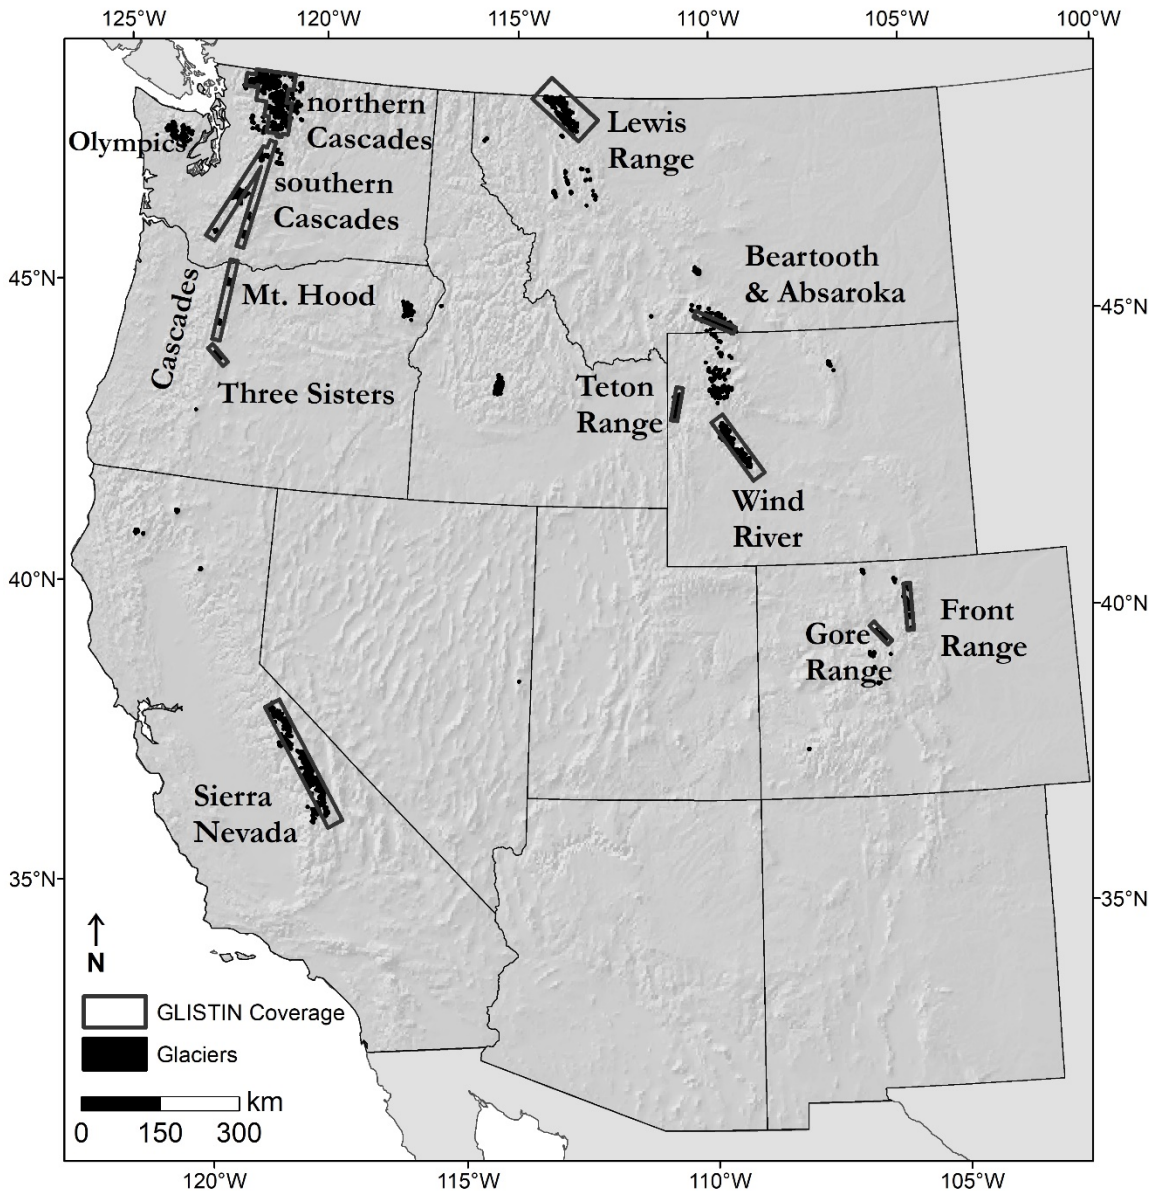 125°W
120°W
115°W
110°W
105°W
100°W
northern
Cascades
Olympics
Lewis
Range
southern
Cascades
45°N
Beartooth
& Absaroka
45°N
Cascades
Mt. Hood
Three Sisters
Teton
Range
Wind
River
40°N
40°N
Front
Range
Gore
Range
Sierra
Nevada
35°N
35°N
N
GLISTIN Coverage
Glaciers
km
0
150
300
120°W
115°W
110°W
105°W